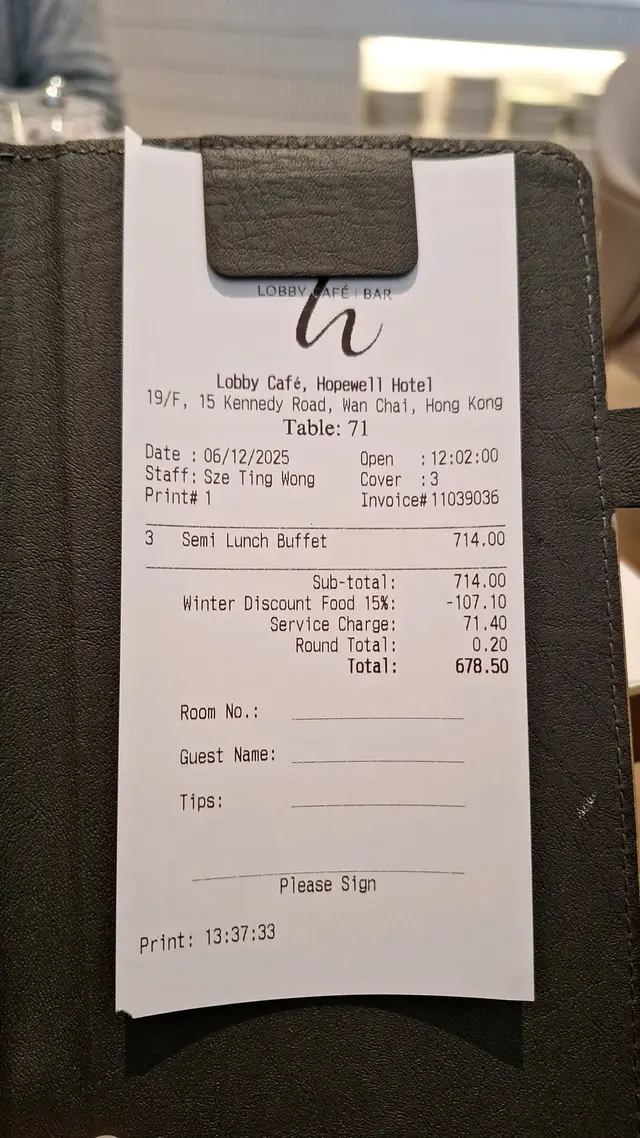 LOBBY CAFÉ | BAR
h
Lobby Café, Hopewell Hotel
19/F, 15 Kennedy Road, Wan Chai, Hong Kong
Table: 71
Date : 06/12/2025 Open : 12:02:00
Staff: Sze Ting Wong Cover : 3
Print# 1 Invoice# 11039036
3 Semi Lunch Buffet 714.00
Sub-total: 714.00
Winter Discount Food 15%: -107.10
Service Charge: 71.40
Round Total: 0.20
Total: 678.50
Room No.:
Guest Name:
Tips:
Please Sign
Print: 13:37:33